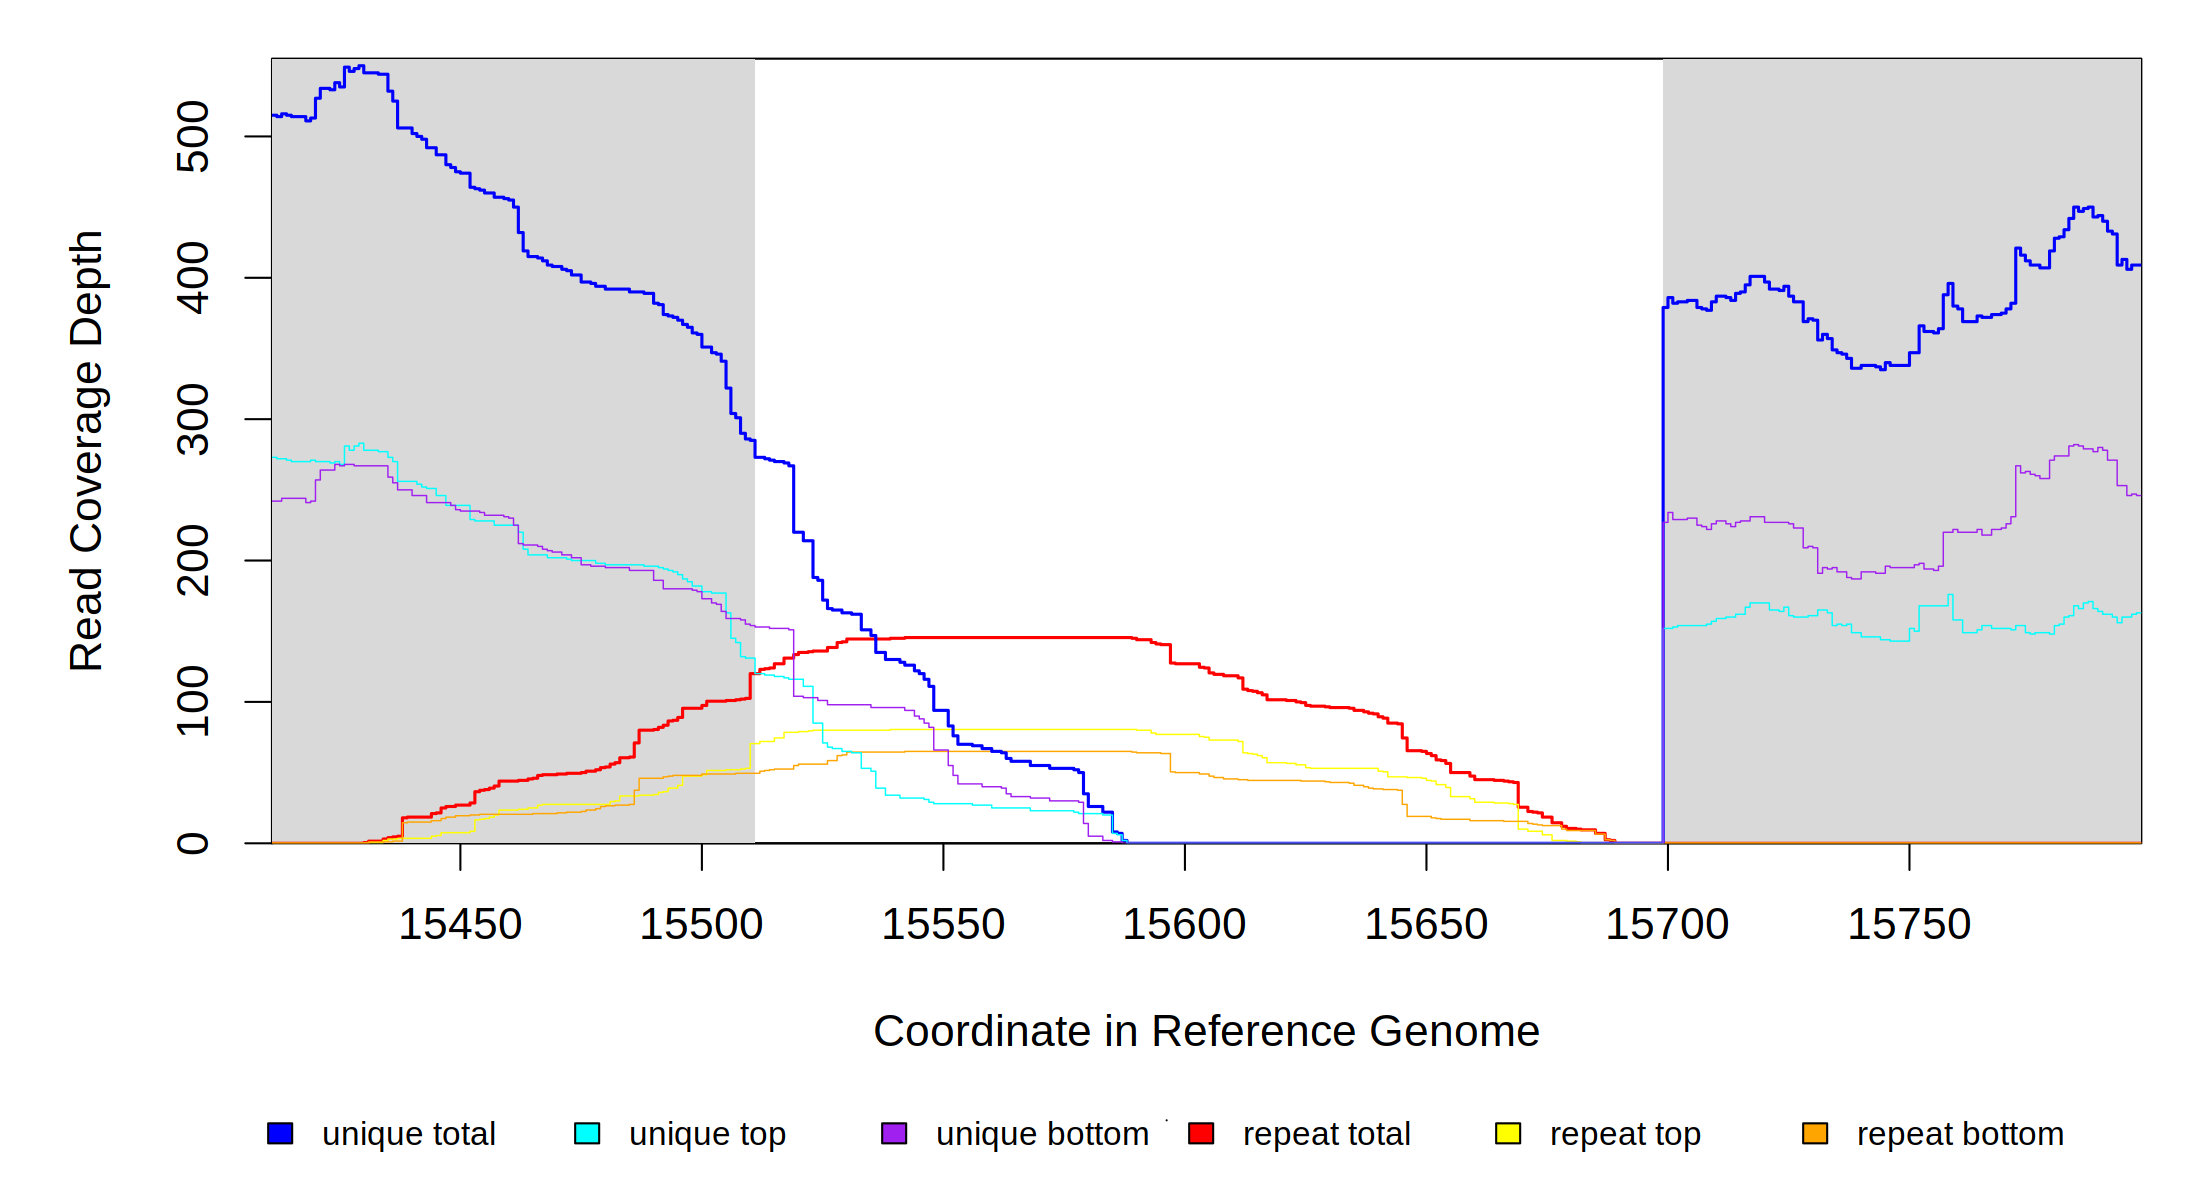 Read Coverage Depth
500
400
300
200
100
0
15450 15500 15550 15600 15650 15700 15750
Coordinate in Reference Genome
unique total unique top unique bottom repeat total repeat top repeat bottom